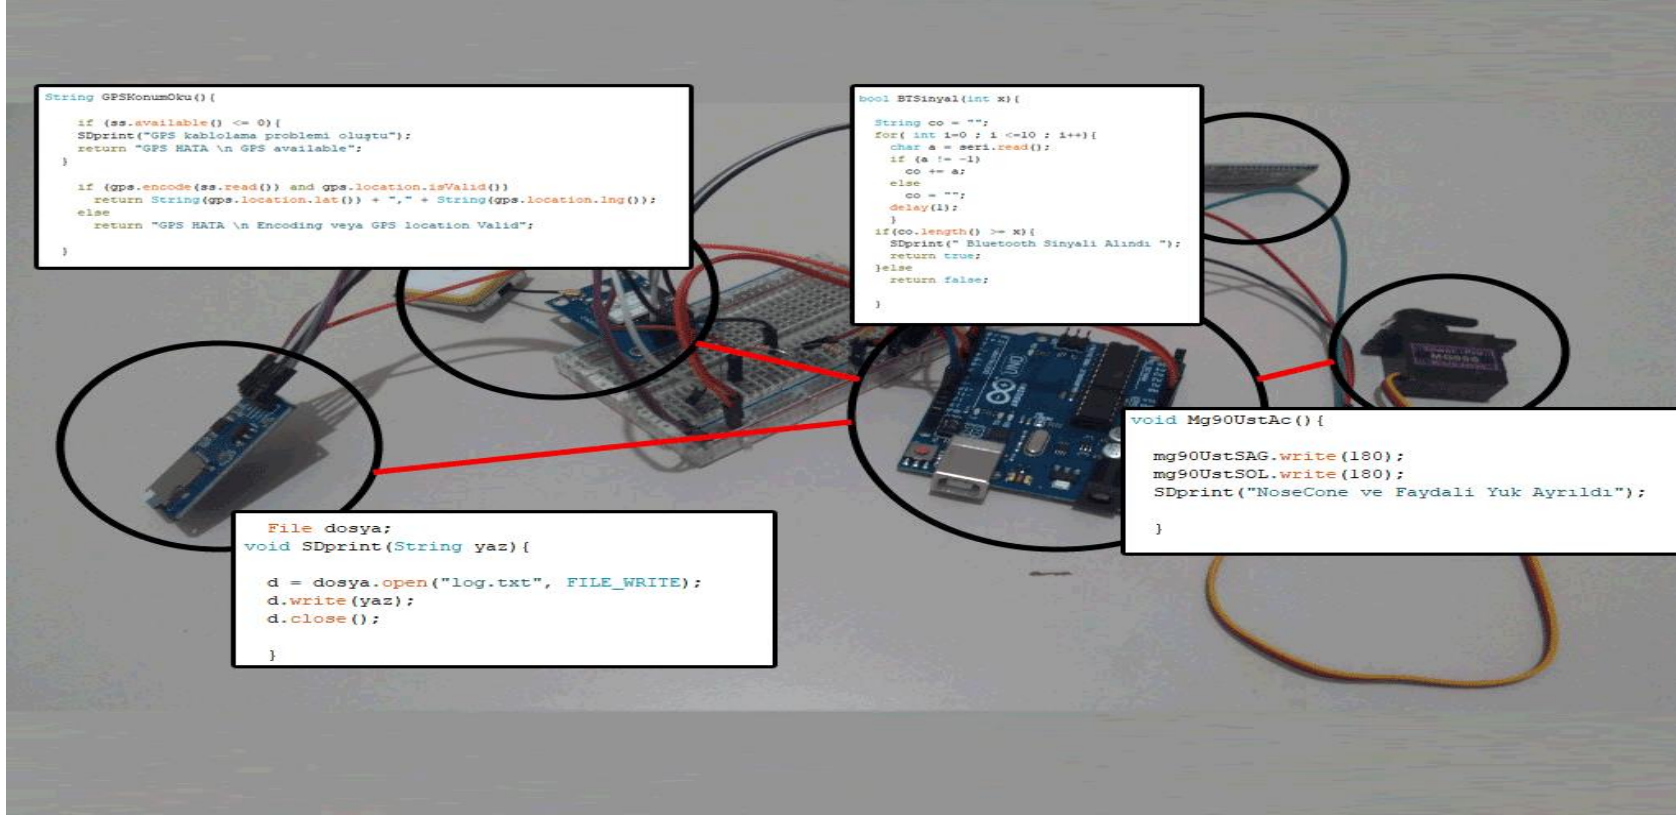 String GPSKonumOku(){
if (ss.available() <= 0){
SDprint("GPS kablolama problemi oluştu");
return "GPS HATA \n GPS available";
}
if (gps.encode(ss.read()) and gps.location.isValid())
return String(gps.location.lat()) + "," + String(gps.location.lng());
else
return "GPS HATA \n Encoding veya GPS location Valid";
}
bool BTSinyal(int x){
String co = "";
for( int i=0 ; i <=10 ; i++){
char a = seri.read();
if (a != -1)
co += a;
else
co = "";
delay(1);
}
if(co.length() >= x){
SDprint(" Bluetooth Sinyali Alındı ");
return true;
}else
return false;
}
UNO
MG90S
void Mg90UstAc(){
mg90UstSAG.write(180);
mg90UstSOL.write(180);
SDprint("NoseCone ve Faydali Yuk Ayrıldı");
}
File dosya;
void SDprint(String yaz){
d = dosya.open("log.txt", FILE_WRITE);
d.write(yaz);
d.close();
}